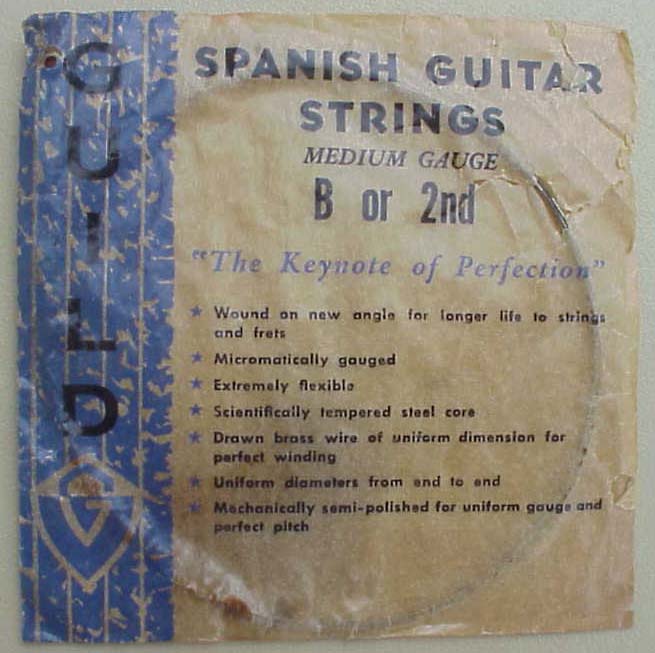 GUILD
SPANISH GUITAR
STRINGS
MEDIUM GAUGE
B or 2nd
"The Keynote of Perfection"
★ Wound on new angle for longer life to strings
and frets
★ Micromatically gauged
★ Extremely flexible
★ Scientifically tempered steel core
★ Drawn brass wire of uniform dimension for
perfect winding
★ Uniform diameters from end to end
★ Mechanically semi-polished for uniform gauge and
perfect pitch
G